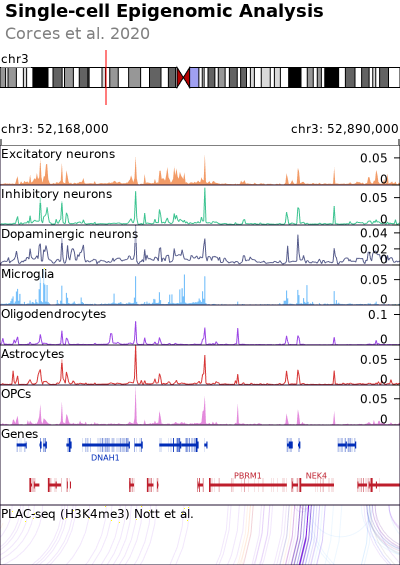 Single-cell Epigenomic Analysis
Corces et al. 2020
chr3
chr3: 52,168,000 chr3: 52,890,000
Excitatory neurons 0.05
0
Inhibitory neurons 0.05
0
Dopaminergic neurons 0.04
0.02
0
Microglia 0.05
0
Oligodendrocytes 0.1
0
Astrocytes 0.05
0
OPCs 0.05
0
Genes
DNAH1
PBRM1 NEK4
PLAC-seq (H3K4me3) Nott et al.